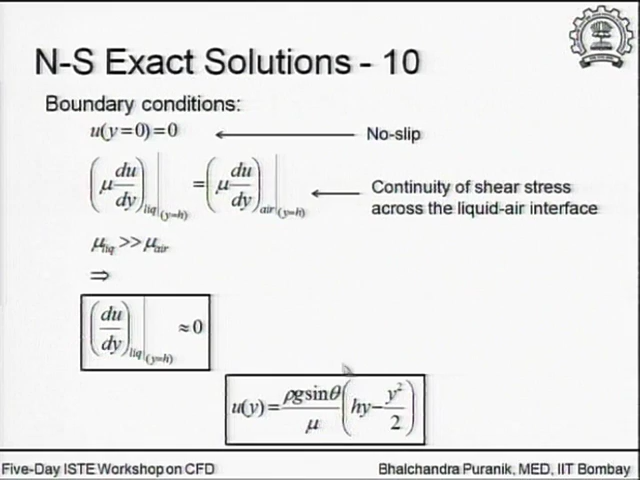 N-S Exact Solutions - 10
Boundary conditions:
u(y=0)=0 No-slip
(μ du/dy)liq|(y=h) = (μ du/dy)air|(y=h) Continuity of shear stress
across the liquid-air interface
μliq >> μair
⇒
(du/dy)liq|(y=h) ≈ 0
u(y) = ρg sinθ/μ (hy − y²/2)
Five-Day ISTE Workshop on CFD Bhalchandra Puranik, MED, IIT Bombay